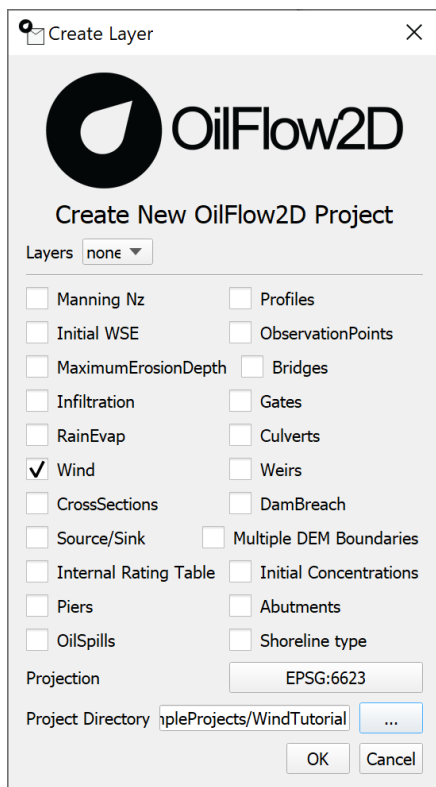 Create Layer
OilFlow2D
Create New OilFlow2D Project
Layers none
Manning Nz Profiles
Initial WSE ObservationPoints
MaximumErosionDepth Bridges
Infiltration Gates
RainEvap Culverts
Wind Weirs
CrossSections DamBreach
Source/Sink Multiple DEM Boundaries
Internal Rating Table Initial Concentrations
Piers Abutments
OilSpills Shoreline type
Projection EPSG:6623
Project Directory npleProjects/WindTutorial ...
OK Cancel